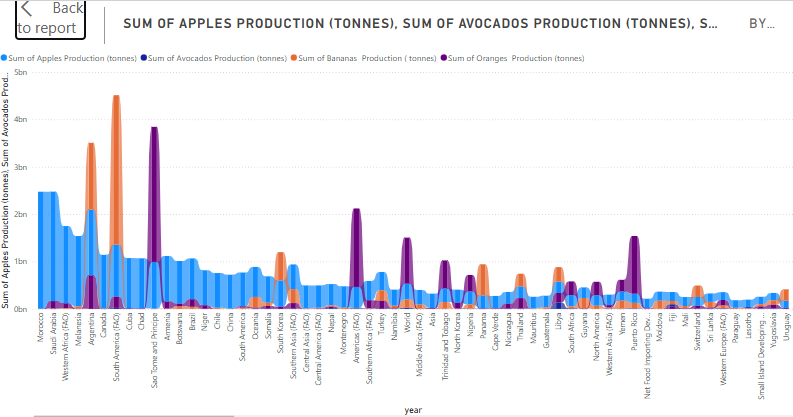 Back
to report
SUM OF APPLES PRODUCTION (TONNES), SUM OF AVOCADOS PRODUCTION (TONNES), S...
BY...
Sum of Apples Production (tonnes)
Sum of Avocados Production (tonnes)
Sum of Bananas Production ( tonnes)
Sum of Oranges Production (tonnes)
Sum of Apples Production (tonnes), Sum of Avocados Prod...
5bn
4bn
3bn
2bn
1bn
0bn
Morocco
Saudi Arabia
Western Africa (FAO)
Melanesia
Argentina
Canada
South America (FAO)
Cuba
Chad
Sao Tome and Principe
Armenia
Botswana
Brazil
Niger
Chile
China
South America
Oceania
Somalia
South Korea
Southern Asia (FAO)
Central Asia (FAO)
Central America (FAO)
Nepal
Montenegro
Americas (FAO)
Southern Africa (FAO)
Turkey
Namibia
World
Middle Africa (FAO)
Asia
Trinidad and Tobago
North Korea
Nigeria
Panama
Cape Verde
Nicaragua
Thailand
Mauritius
Guatemala
Libya
South Africa
Guyana
North America
Western Asia (FAO)
Yemen
Puerto Rico
Net Food Importing Dev...
Moldova
Fiji
Mali
Switzerland
Sri Lanka
Western Europe (FAO)
Paraguay
Lesotho
Small Island Developing ...
Yugoslavia
Uruguay
year